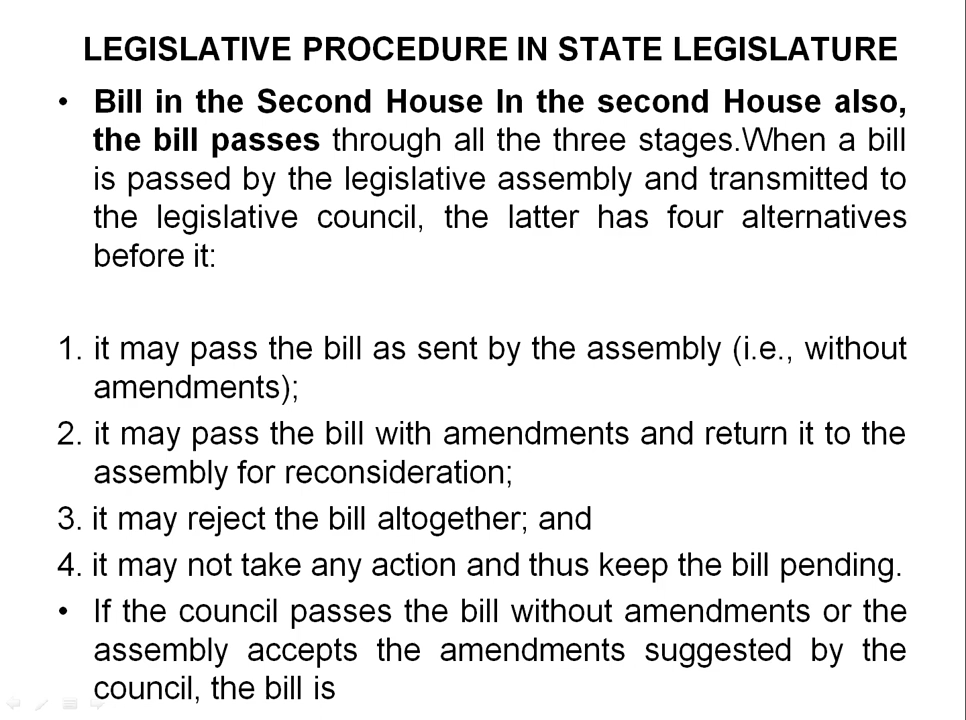 LEGISLATIVE PROCEDURE IN STATE LEGISLATURE
• Bill in the Second House In the second House also,
the bill passes through all the three stages.When a bill
is passed by the legislative assembly and transmitted to
the legislative council, the latter has four alternatives
before it:
1. it may pass the bill as sent by the assembly (i.e., without
amendments);
2. it may pass the bill with amendments and return it to the
assembly for reconsideration;
3. it may reject the bill altogether; and
4. it may not take any action and thus keep the bill pending.
• If the council passes the bill without amendments or the
assembly accepts the amendments suggested by the
council, the bill is